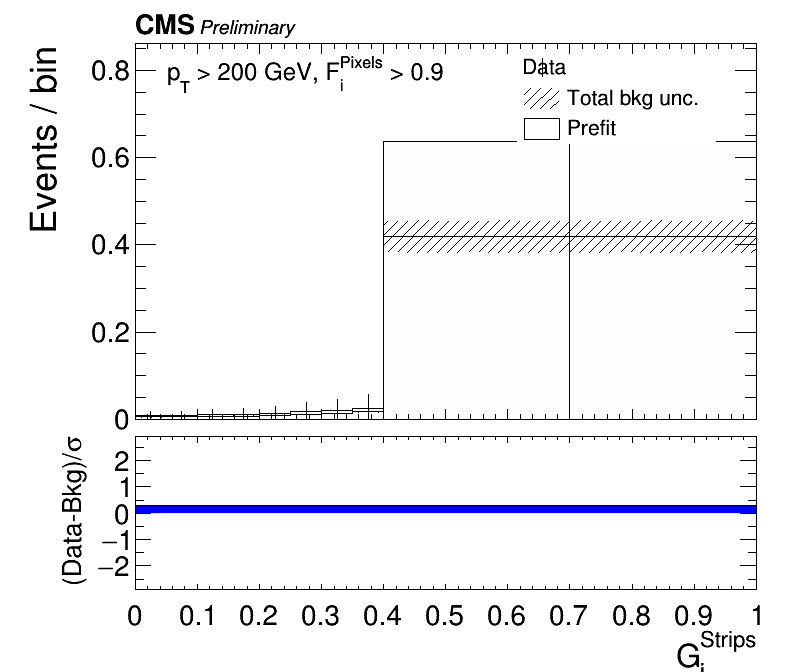 CMS Preliminary
p_T > 200 GeV, F_i^Pixels > 0.9
Data
Total bkg unc.
Prefit
Events / bin
0.8
0.6
0.4
0.2
0
(Data-Bkg)/σ
2
1
0
−1
−2
0 0.1 0.2 0.3 0.4 0.5 0.6 0.7 0.8 0.9 1
G_i^Strips